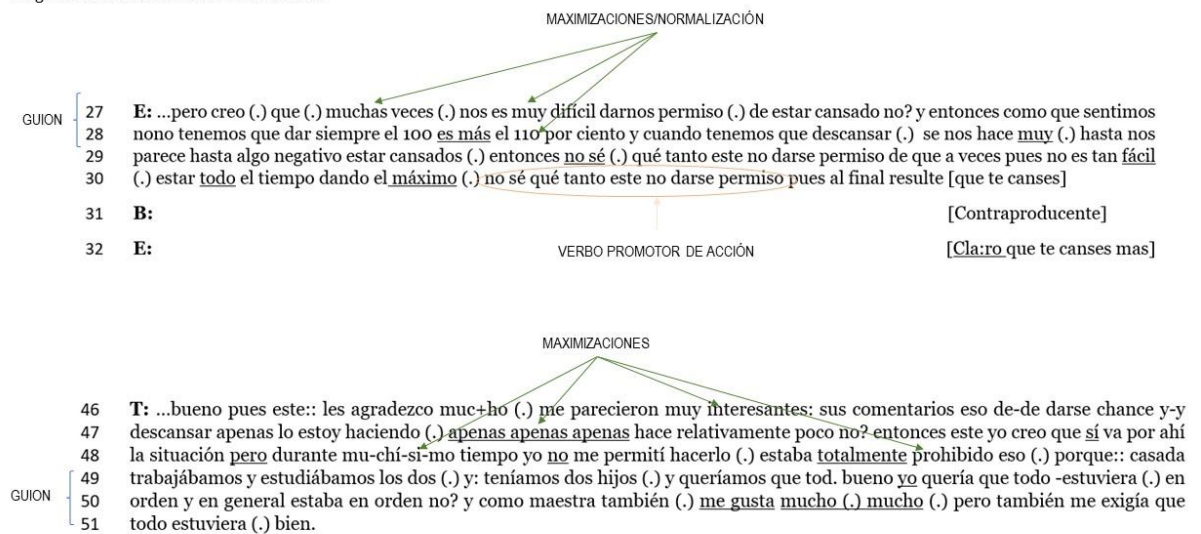 MAXIMIZACIONES/NORMALIZACIÓN
GUION
27 E: ...pero creo (.) que (.) muchas veces (.) nos es muy difícil darnos permiso (.) de estar cansado no? y entonces como que sentimos
28 nono tenemos que dar siempre el 100 es más el 110 por ciento y cuando tenemos que descansar (.) se nos hace muy (.) hasta nos
29 parece hasta algo negativo estar cansados (.) entonces no sé (.) qué tanto este no darse permiso de que a veces pues no es tan fácil
30 (.) estar todo el tiempo dando el máximo (.) no sé qué tanto este no darse permiso pues al final resulte [que te canses]
31 B: [Contraproducente]
32 E: [Cla:ro que te canses mas]
VERBO PROMOTOR DE ACCIÓN
MAXIMIZACIONES
46 T: ...bueno pues este:: les agradezco muc+ho (.) me parecieron muy interesantes: sus comentarios eso de-de darse chance y-y
47 descansar apenas lo estoy haciendo (.) apenas apenas apenas hace relativamente poco no? entonces este yo creo que sí va por ahí
48 la situación pero durante mu-chí-si-mo tiempo yo no me permití hacerlo (.) estaba totalmente prohibido eso (.) porque:: casada
49 trabajábamos y estudiábamos los dos (.) y: teníamos dos hijos (.) y queríamos que tod. bueno yo quería que todo -estuviera (.) en
GUION
50 orden y en general estaba en orden no? y como maestra también (.) me gusta mucho (.) mucho (.) pero también me exigía que
51 todo estuviera (.) bien.